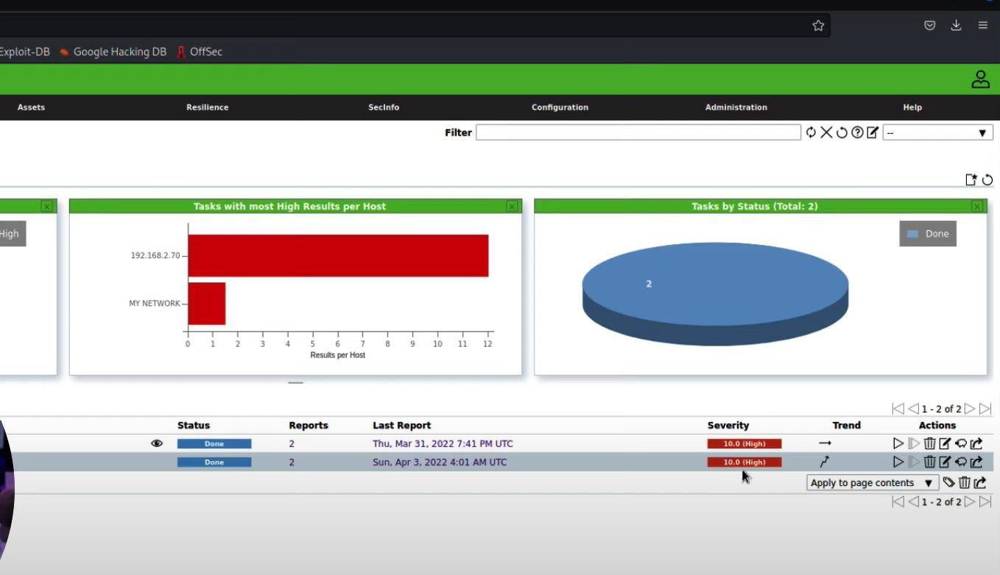 Exploit-DB Google Hacking DB OffSec
Assets Resilience SecInfo Configuration Administration Help
Filter --
Tasks with most High Results per Host
High
192.168.2.70
MY NETWORK
0 1 2 3 4 5 6 7 8 9 10 11 12
Results per Host
Tasks by Status (Total: 2)
Done
2
1 - 2 of 2
Status Reports Last Report Severity Trend Actions
Done 2 Thu, Mar 31, 2022 7:41 PM UTC 10.0 (High)
Done 2 Sun, Apr 3, 2022 4:01 AM UTC 10.0 (High)
Apply to page contents
1 - 2 of 2